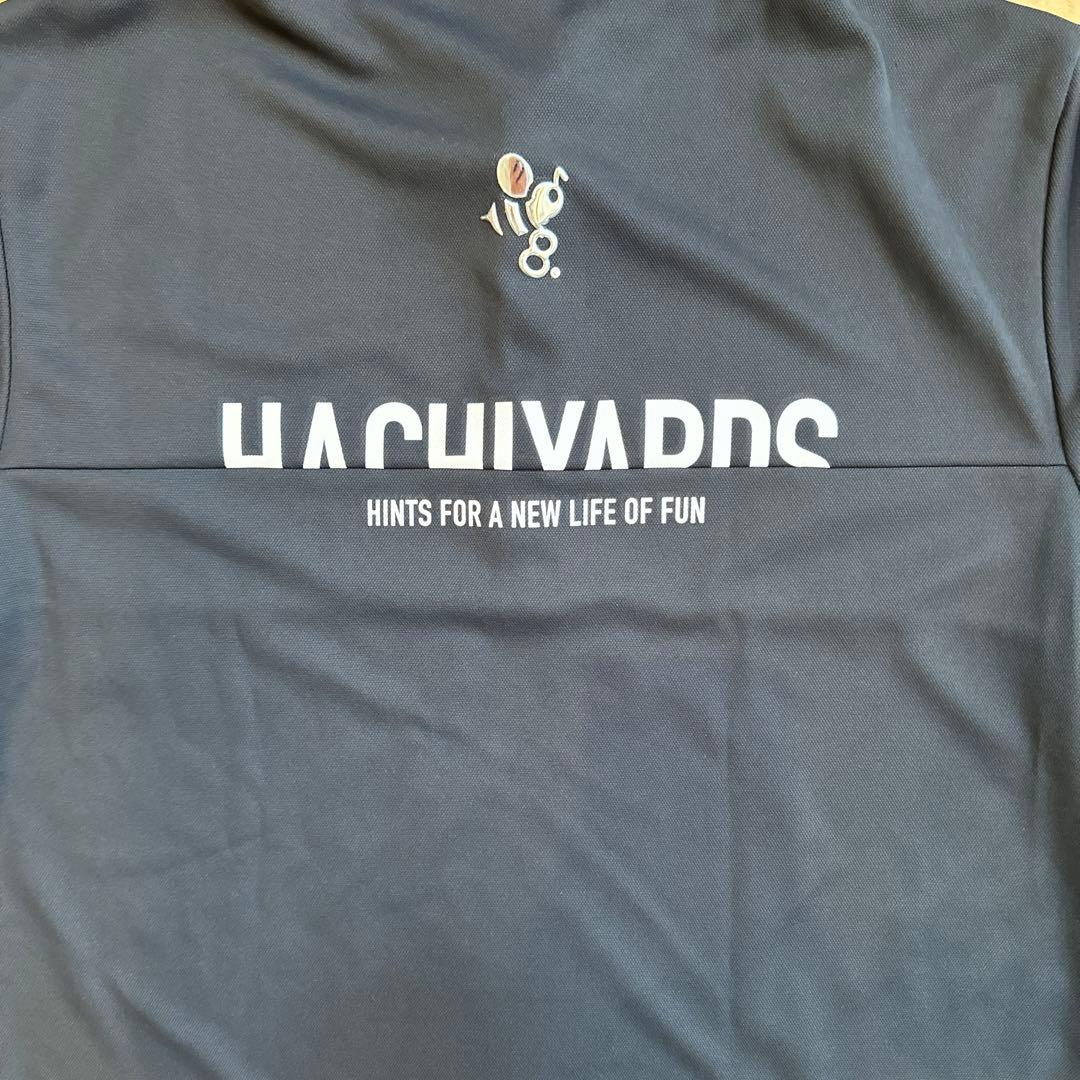 HACHIYARDS
HINTS FOR A NEW LIFE OF FUN